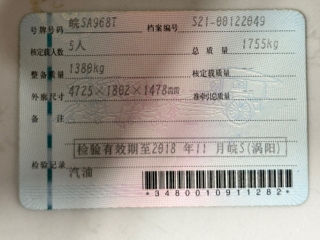 号牌号码 皖SA968T 档案编号 S21-00122049
核定载人数 5人 总质量 1755kg
整备质量 1380kg 核定载质量
外廓尺寸 4725×1802×1478mm 准牵引总质量
备注
检验有效期至2018 年11 月皖S(涡阳)
检验记录
汽油
*3480010911282*